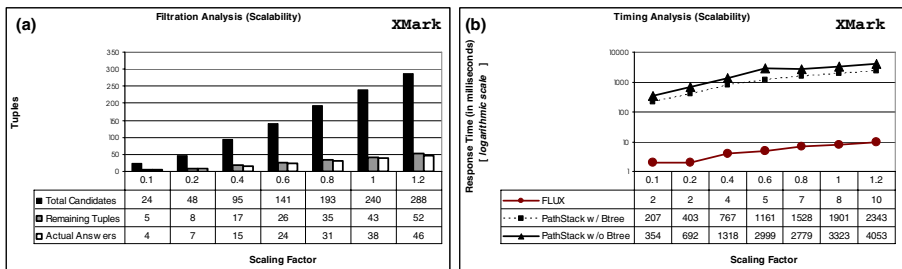 (a)
Filtration Analysis (Scalability)
XMark
Tuples
350
300
250
200
150
100
50
0
0.1 0.2 0.4 0.6 0.8 1 1.2
Total Candidates 24 48 95 141 193 240 288
Remaining Tuples 5 8 17 26 35 43 52
Actual Answers 4 7 15 24 31 38 46
Scaling Factor
(b)
Timing Analysis (Scalability)
XMark
Response Time (in milliseconds)
[ logarithmic scale ]
10000
1000
100
10
1
0.1 0.2 0.4 0.6 0.8 1 1.2
FLUX 2 2 4 5 7 8 10
PathStack w/ Btree 207 403 767 1161 1528 1901 2343
PathStack w/o Btree 354 692 1318 2999 2779 3323 4053
Scaling Factor